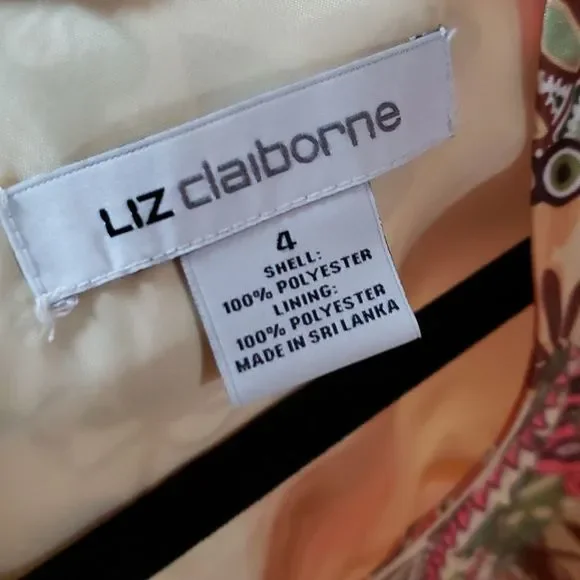 LIZ claiborne
4
SHELL:
100% POLYESTER
LINING:
100% POLYESTER
MADE IN SRI LANKA